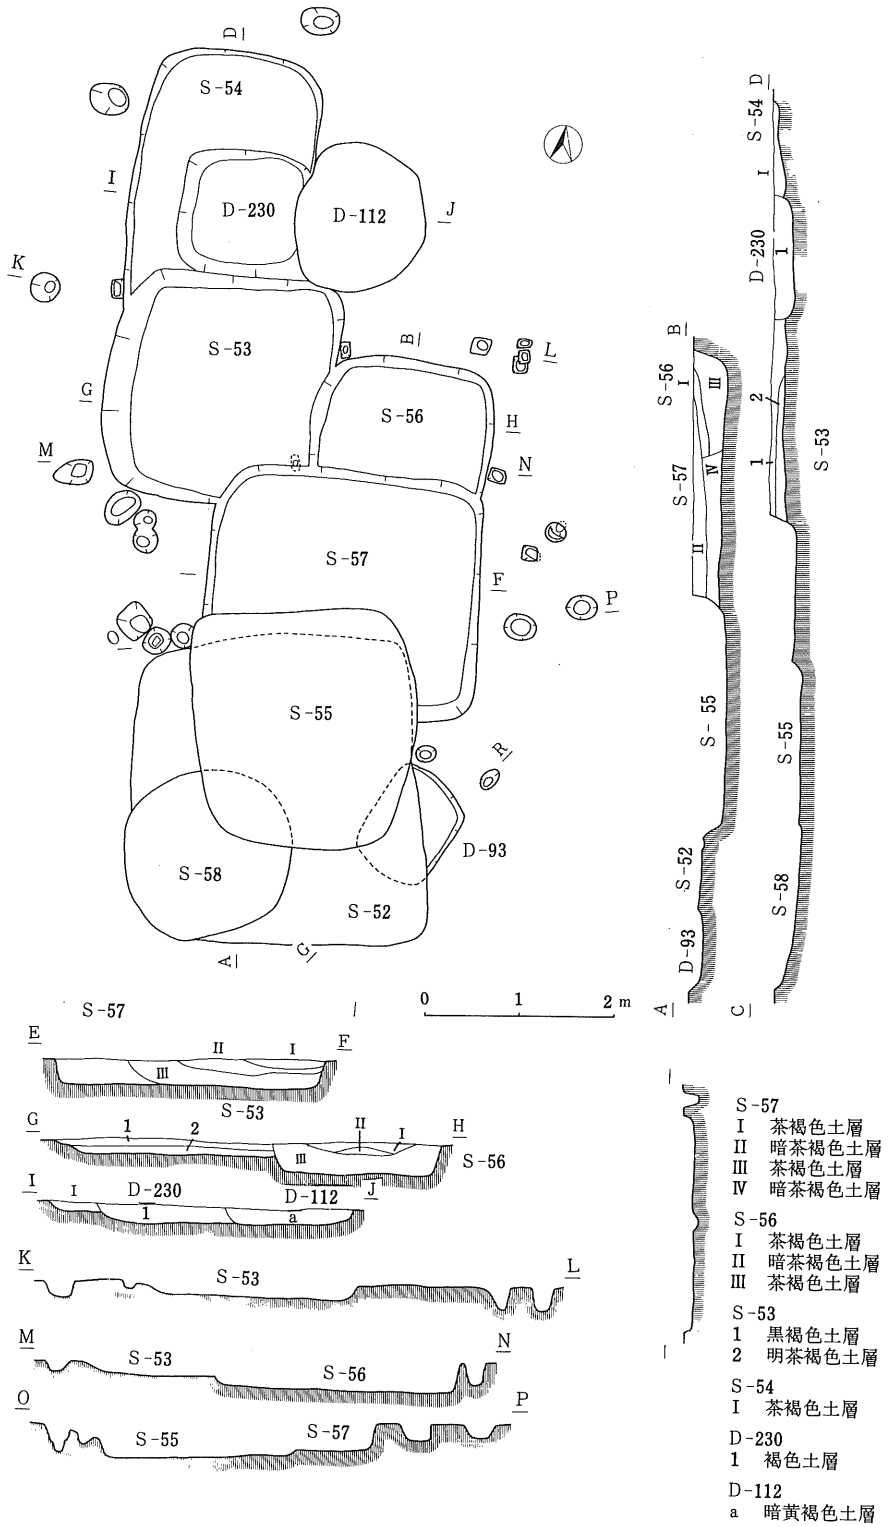 D
S-54
I
D-230
D-112
J
K
S-53
B
L
G
S-56
H
M
N
S-57
F
P
S-55
R
D-93
S-58
S-52
A
G
D
S-54
I
D-230
1
B
S-56
I
III
2
S-53
S-57
IV
1
II
S-55
S-55
S-52
S-58
D-93
A
C
0 1 2 m
S-57
E
II
I
F
III
S-53
G
1
2
II
I
H
III
S-56
I
I
D-230
D-112
J
1
a
K
S-53
L
M
S-53
S-56
N
O
S-55
S-57
P
S-57
I 茶褐色土層
II 暗茶褐色土層
III 茶褐色土層
IV 暗茶褐色土層
S-56
I 茶褐色土層
II 暗茶褐色土層
III 茶褐色土層
S-53
1 黒褐色土層
2 明茶褐色土層
S-54
I 茶褐色土層
D-230
1 褐色土層
D-112
a 暗黄褐色土層